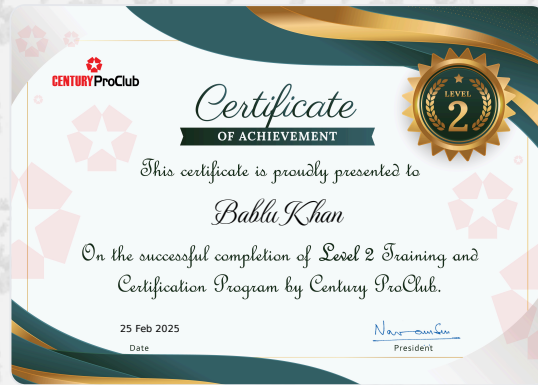 CENTURY ProClub
LEVEL
2
Certificate
OF ACHIEVEMENT
This certificate is proudly presented to
Bablu Khan
On the successful completion of Level 2 Training and
Certification Program by Century ProClub.
25 Feb 2025
Date
President